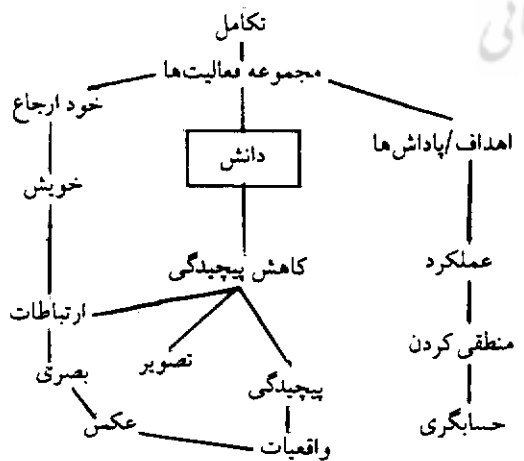 تکامل
مجموعه فعالیت‌ها
خود ارجاع
اهداف/پاداش‌ها
دانش
خویش
کاهش پیچیدگی
عملکرد
ارتباطات
تصویر
منطقی کردن
بصری
پیچیدگی
عکس
حسابگری
واقعیات